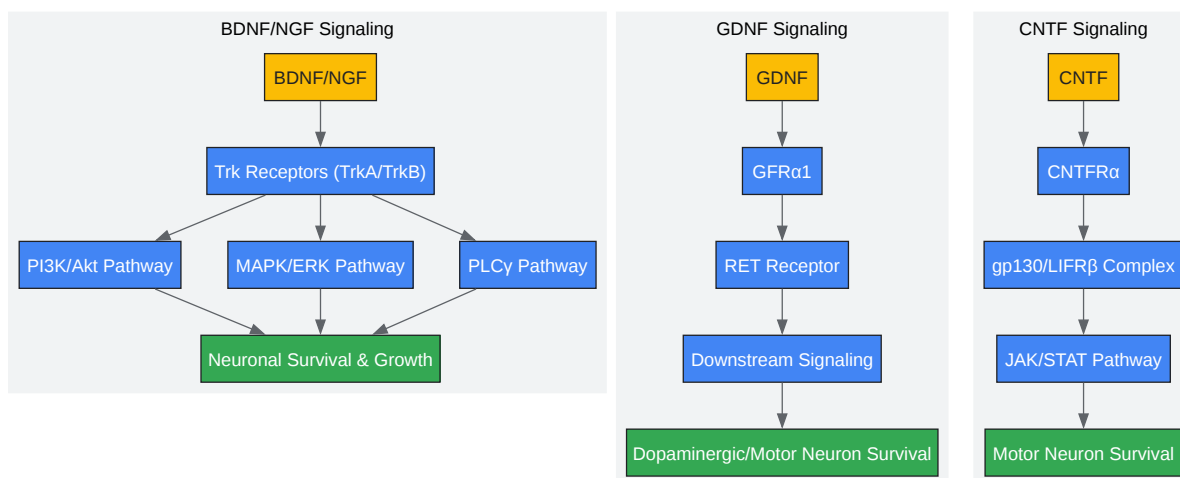 BDNF/NGF Signaling
BDNF/NGF
Trk Receptors (TrkA/TrkB)
PI3K/Akt Pathway
MAPK/ERK Pathway
PLCγ Pathway
Neuronal Survival & Growth
GDNF Signaling
GDNF
GFRα1
RET Receptor
Downstream Signaling
Dopaminergic/Motor Neuron Survival
CNTF Signaling
CNTF
CNTFRα
gp130/LIFRβ Complex
JAK/STAT Pathway
Motor Neuron Survival